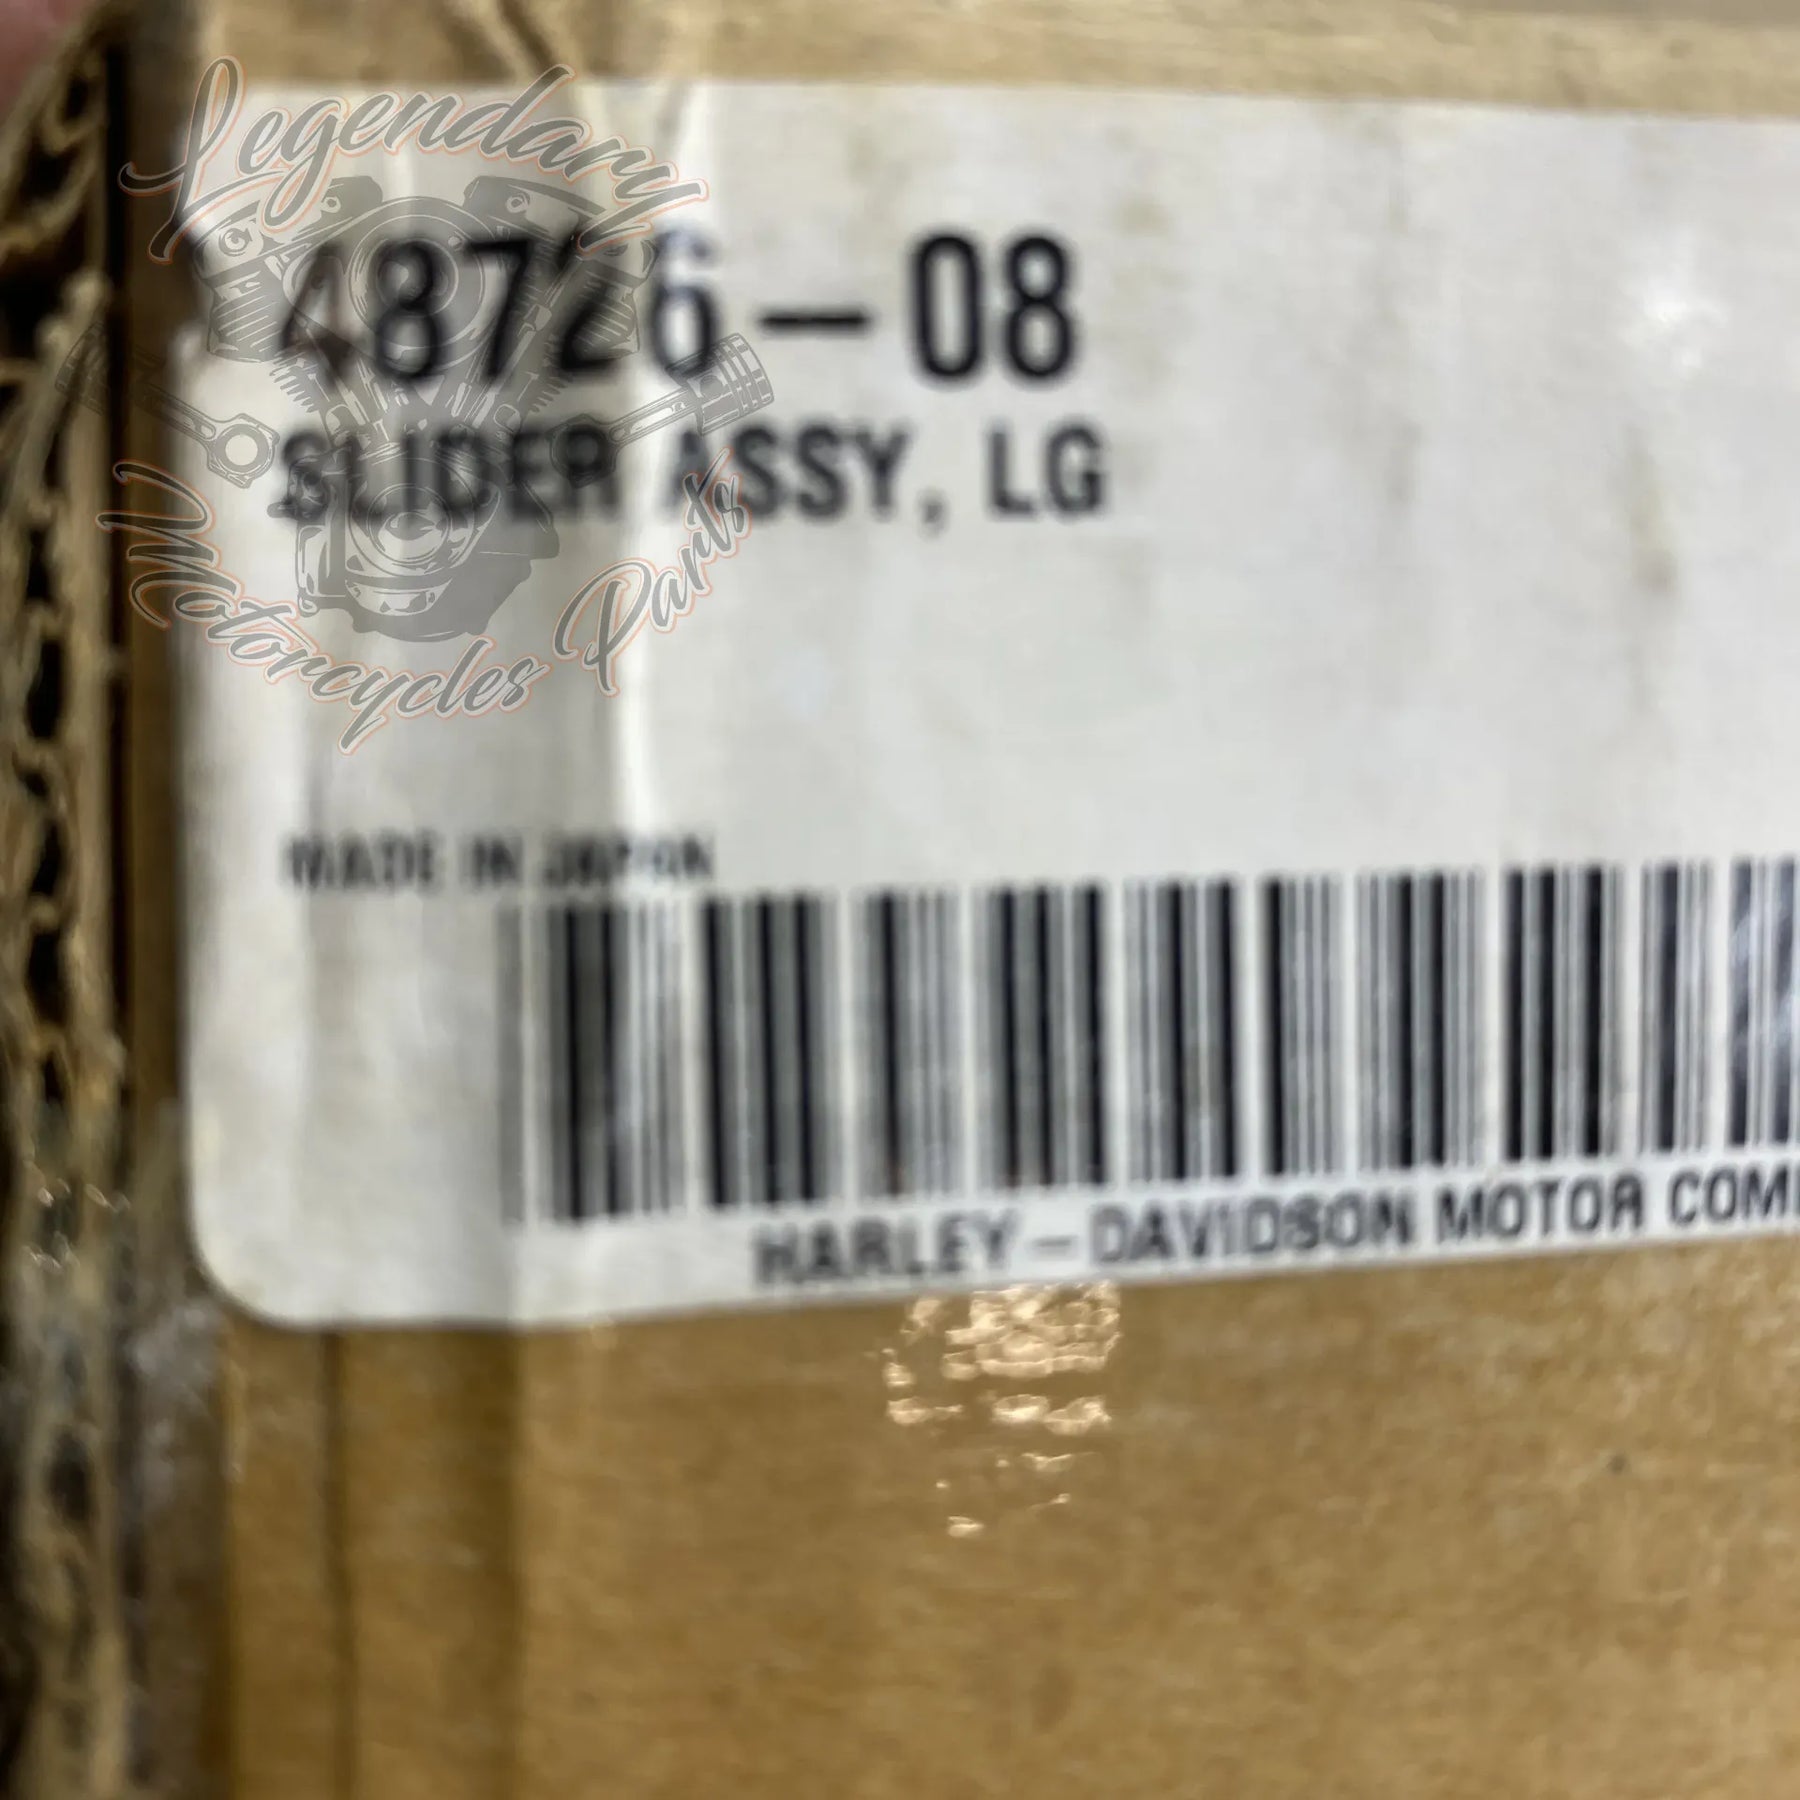 Legendary
48726-08
SLIDER ASSY, LG
Motorcycles Parts
MADE IN JAPAN
HARLEY-DAVIDSON MOTOR COM